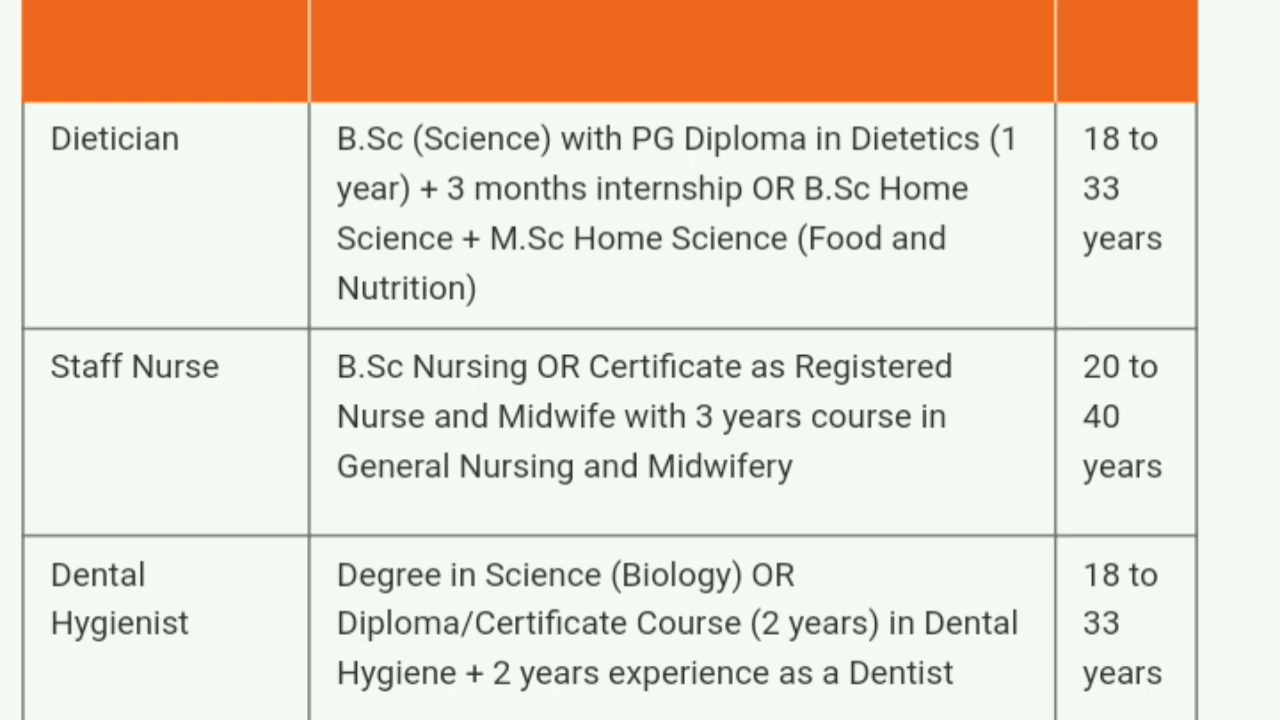 Dietician
B.Sc (Science) with PG Diploma in Dietetics (1
year) + 3 months internship OR B.Sc Home
Science + M.Sc Home Science (Food and
Nutrition)
18 to
33
years
Staff Nurse
B.Sc Nursing OR Certificate as Registered
Nurse and Midwife with 3 years course in
General Nursing and Midwifery
20 to
40
years
Dental
Hygienist
Degree in Science (Biology) OR
Diploma/Certificate Course (2 years) in Dental
Hygiene + 2 years experience as a Dentist
18 to
33
years